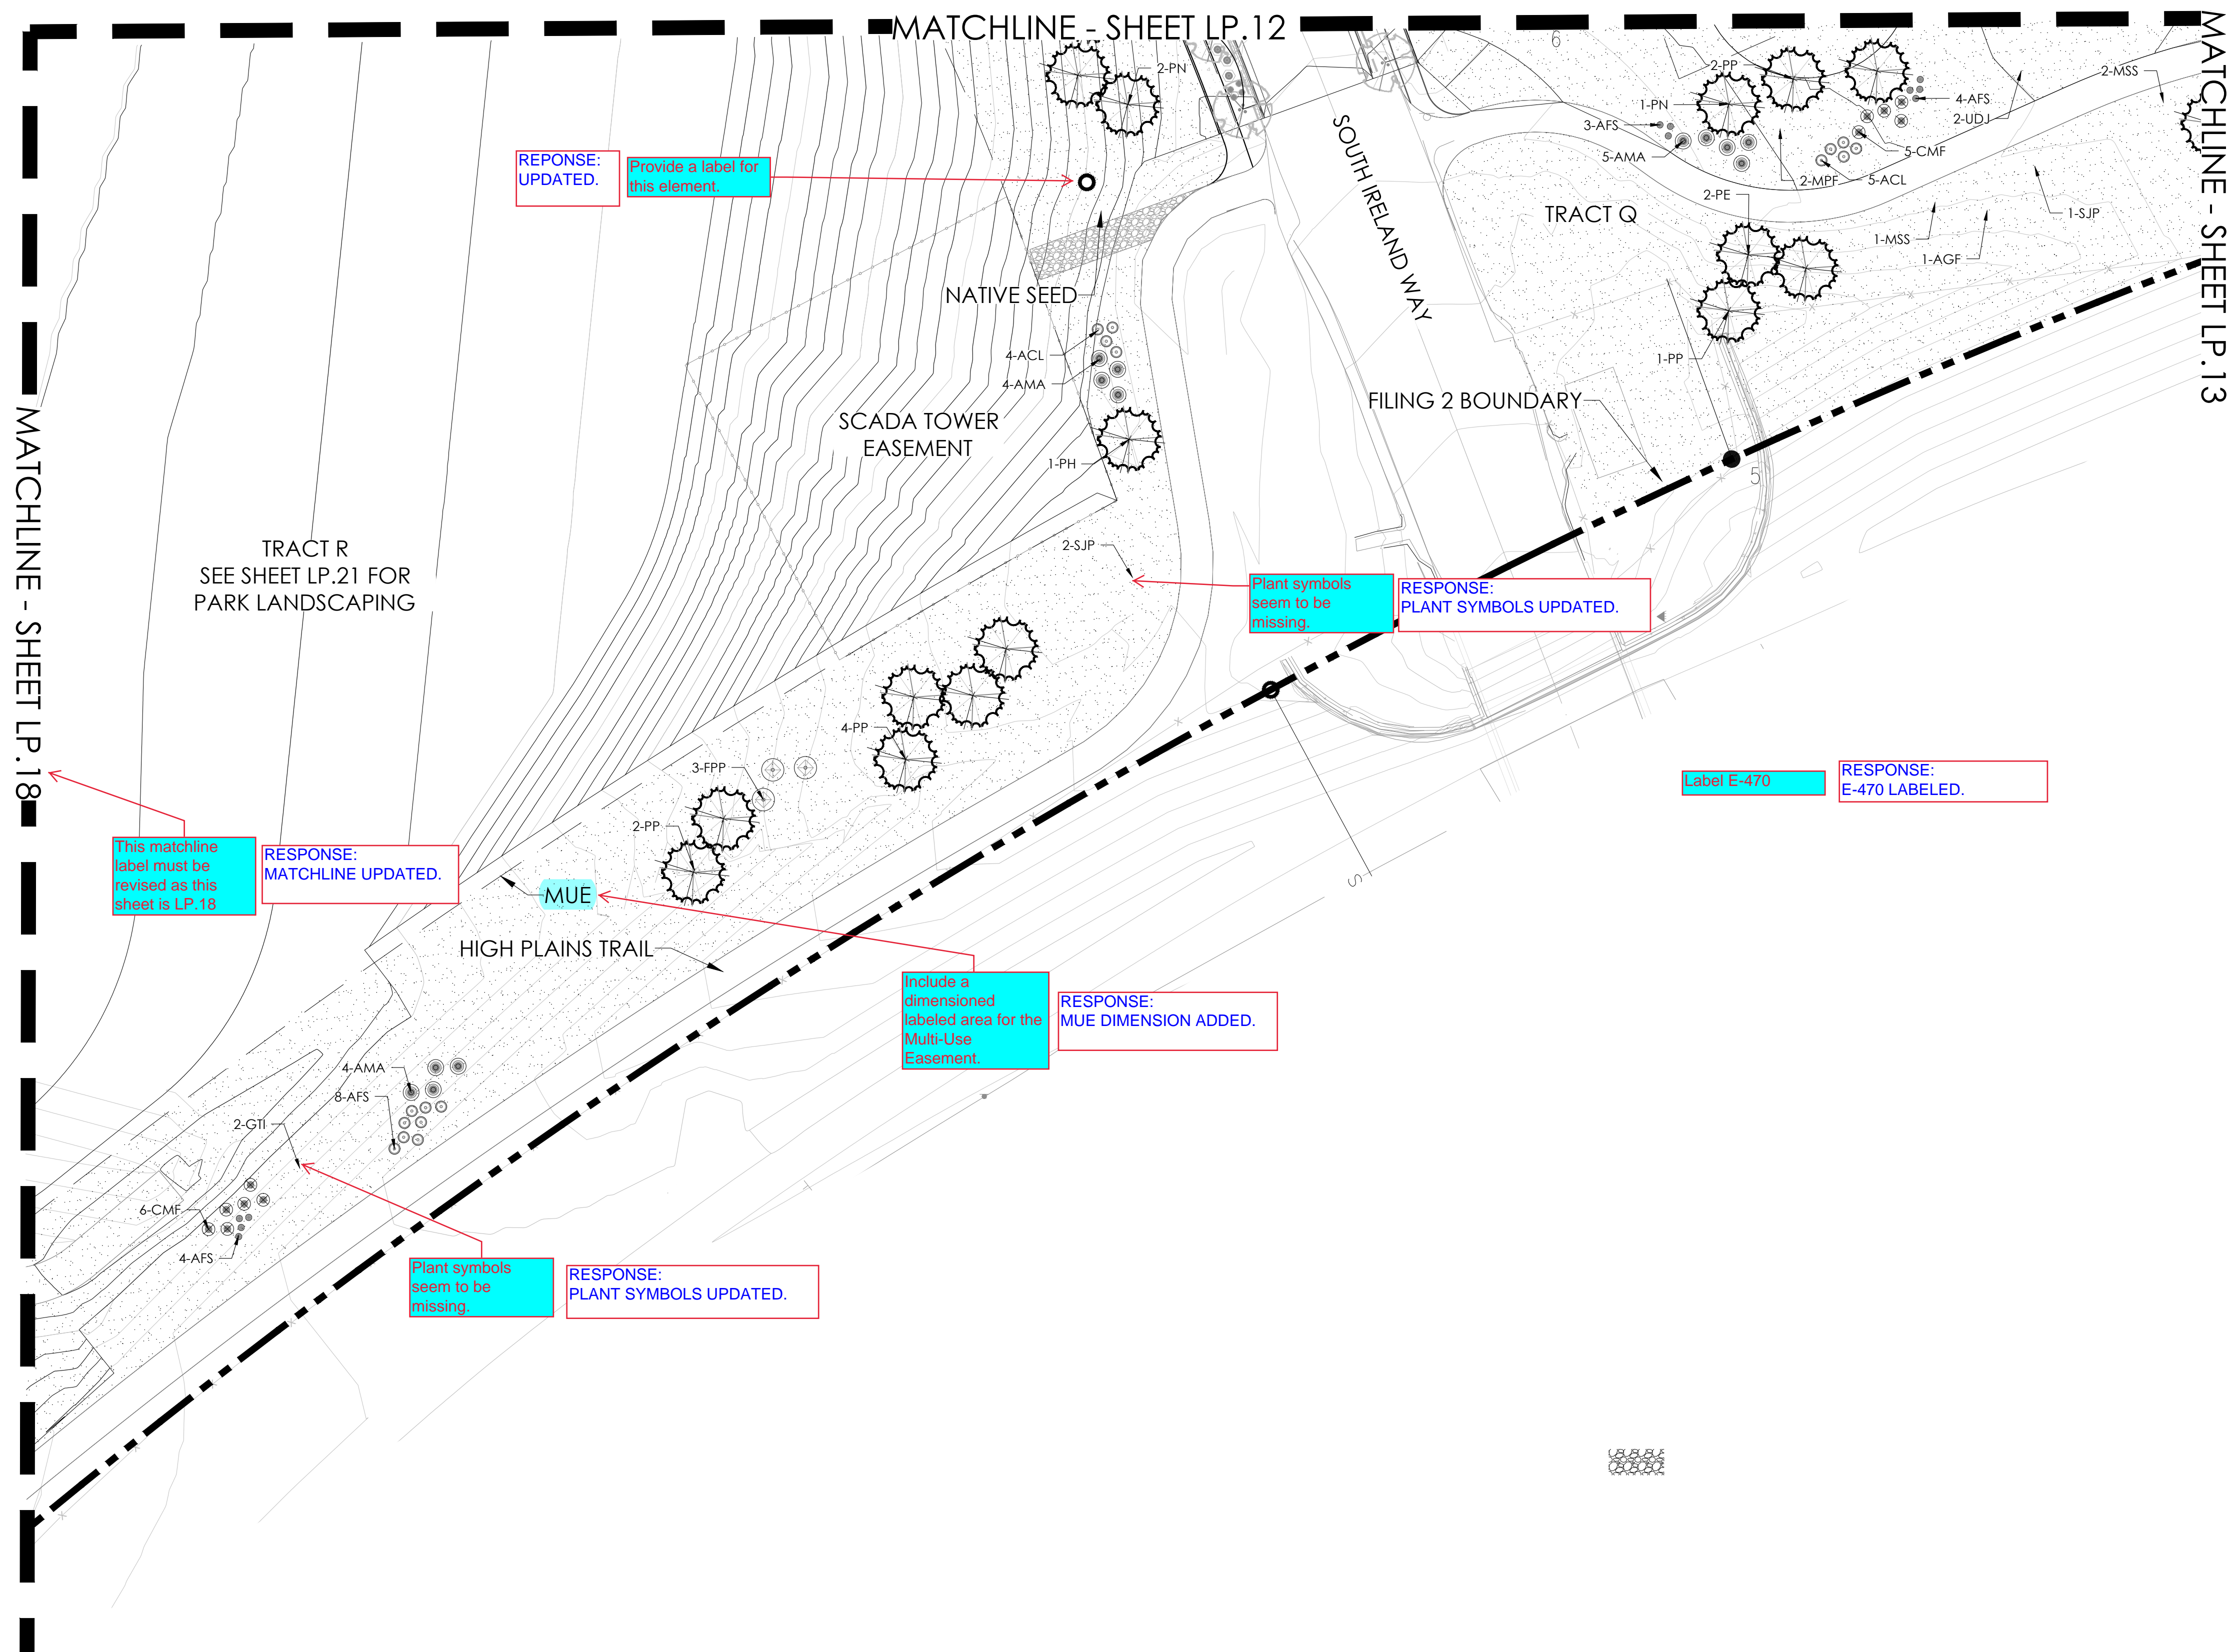 MATCHLINE - SHEET LP.12
MATCHLINE - SHEET LP.13
MATCHLINE - SHEET LP.18
6
2-PN
2-PP
2-MSS
1-PN
4-AFS
2-UDJ
3-AFS
5-AMA
5-CMF
2-MPF
5-ACL
REPONSE:
UPDATED.
Provide a label for
this element.
SOUTH IRELAND WAY
2-PE
TRACT Q
1-SJP
1-MSS
1-AGF
NATIVE SEED
4-ACL
4-AMA
1-PP
FILING 2 BOUNDARY
SCADA TOWER
EASEMENT
1-PH
5
TRACT R
SEE SHEET LP.21 FOR
PARK LANDSCAPING
2-SJP
Plant symbols
seem to be
missing.
RESPONSE:
PLANT SYMBOLS UPDATED.
4-PP
3-FPP
2-PP
Label E-470
RESPONSE:
E-470 LABELED.
This matchline
label must be
revised as this
sheet is LP.18
RESPONSE:
MATCHLINE UPDATED.
S
MUE
HIGH PLAINS TRAIL
Include a
dimensioned
labeled area for the
Multi-Use
Easement.
RESPONSE:
MUE DIMENSION ADDED.
4-AMA
8-AFS
2-GTI
6-CMF
4-AFS
Plant symbols
seem to be
missing.
RESPONSE:
PLANT SYMBOLS UPDATED.